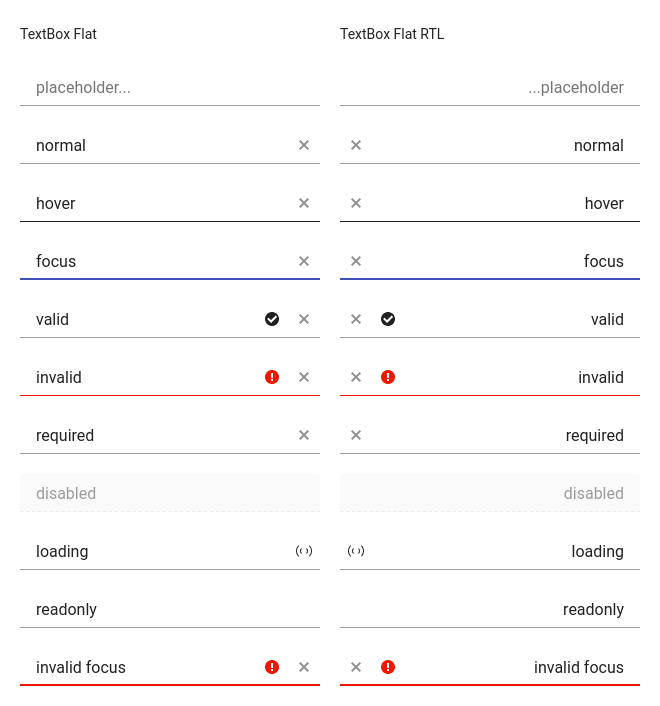 TextBox Flat
placeholder...
normal
hover
focus
valid
invalid
required
disabled
loading
readonly
invalid focus
TextBox Flat RTL
...placeholder
normal
hover
focus
valid
invalid
required
disabled
loading
readonly
invalid focus